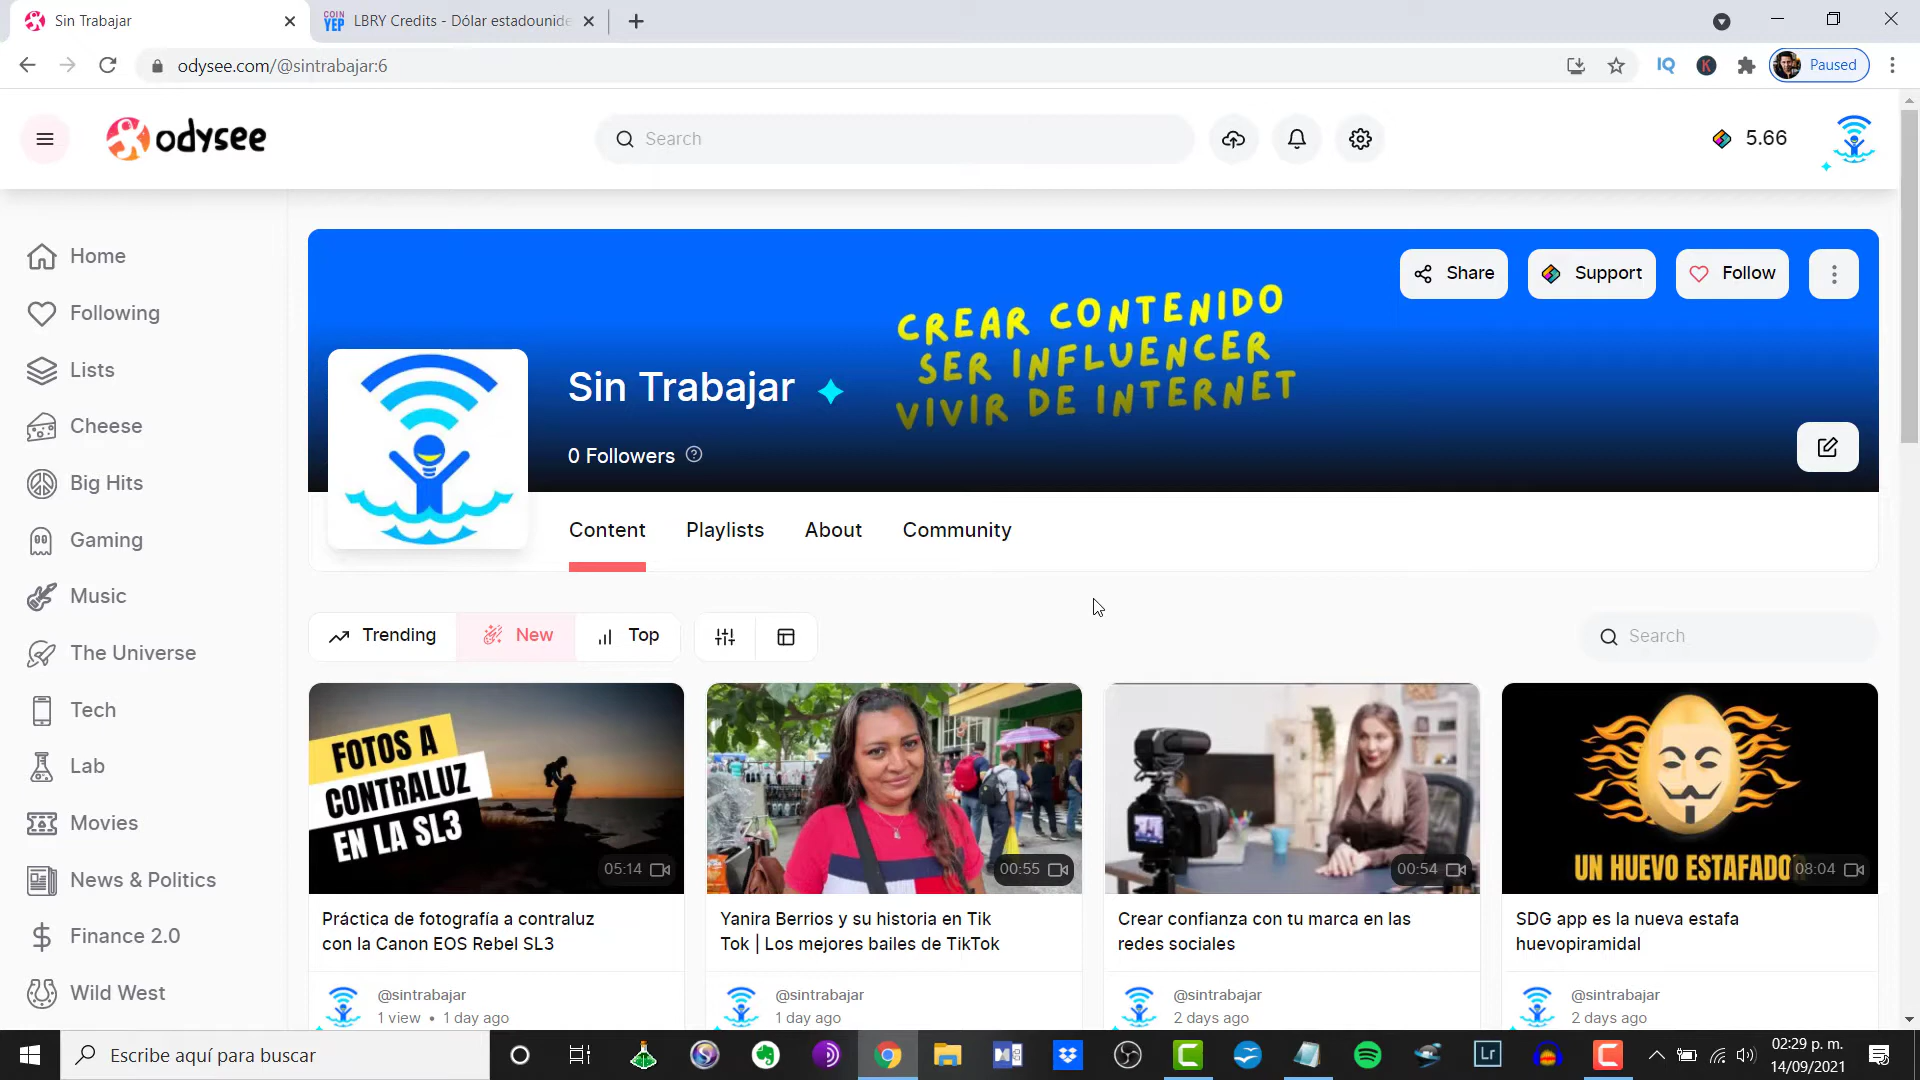 Sin Trabajar
COIN YEP
LBRY Credits - Dólar estadounide
odysee.com/@sintrabajar:6
IQ
K
Paused
odysee
Search
5.66
Home
Following
Lists
Cheese
Big Hits
Gaming
Music
The Universe
Tech
Lab
Movies
News & Politics
Finance 2.0
Wild West
CREAR CONTENIDO
SER INFLUENCER
VIVIR DE INTERNET
Share
Support
Follow
Sin Trabajar
0 Followers
Content
Playlists
About
Community
Trending
New
Top
Search
FOTOS A
CONTRALUZ
EN LA SL3
05:14
Práctica de fotografía a contraluz
con la Canon EOS Rebel SL3
@sintrabajar
1 view • 1 day ago
00:55
Yanira Berrios y su historia en Tik
Tok | Los mejores bailes de TikTok
@sintrabajar
1 day ago
00:54
Crear confianza con tu marca en las
redes sociales
@sintrabajar
2 days ago
UN HUEVO ESTAFADO
08:04
SDG app es la nueva estafa
huevopiramidal
@sintrabajar
2 days ago
Escribe aquí para buscar
Lr
02:29 p. m.
14/09/2021